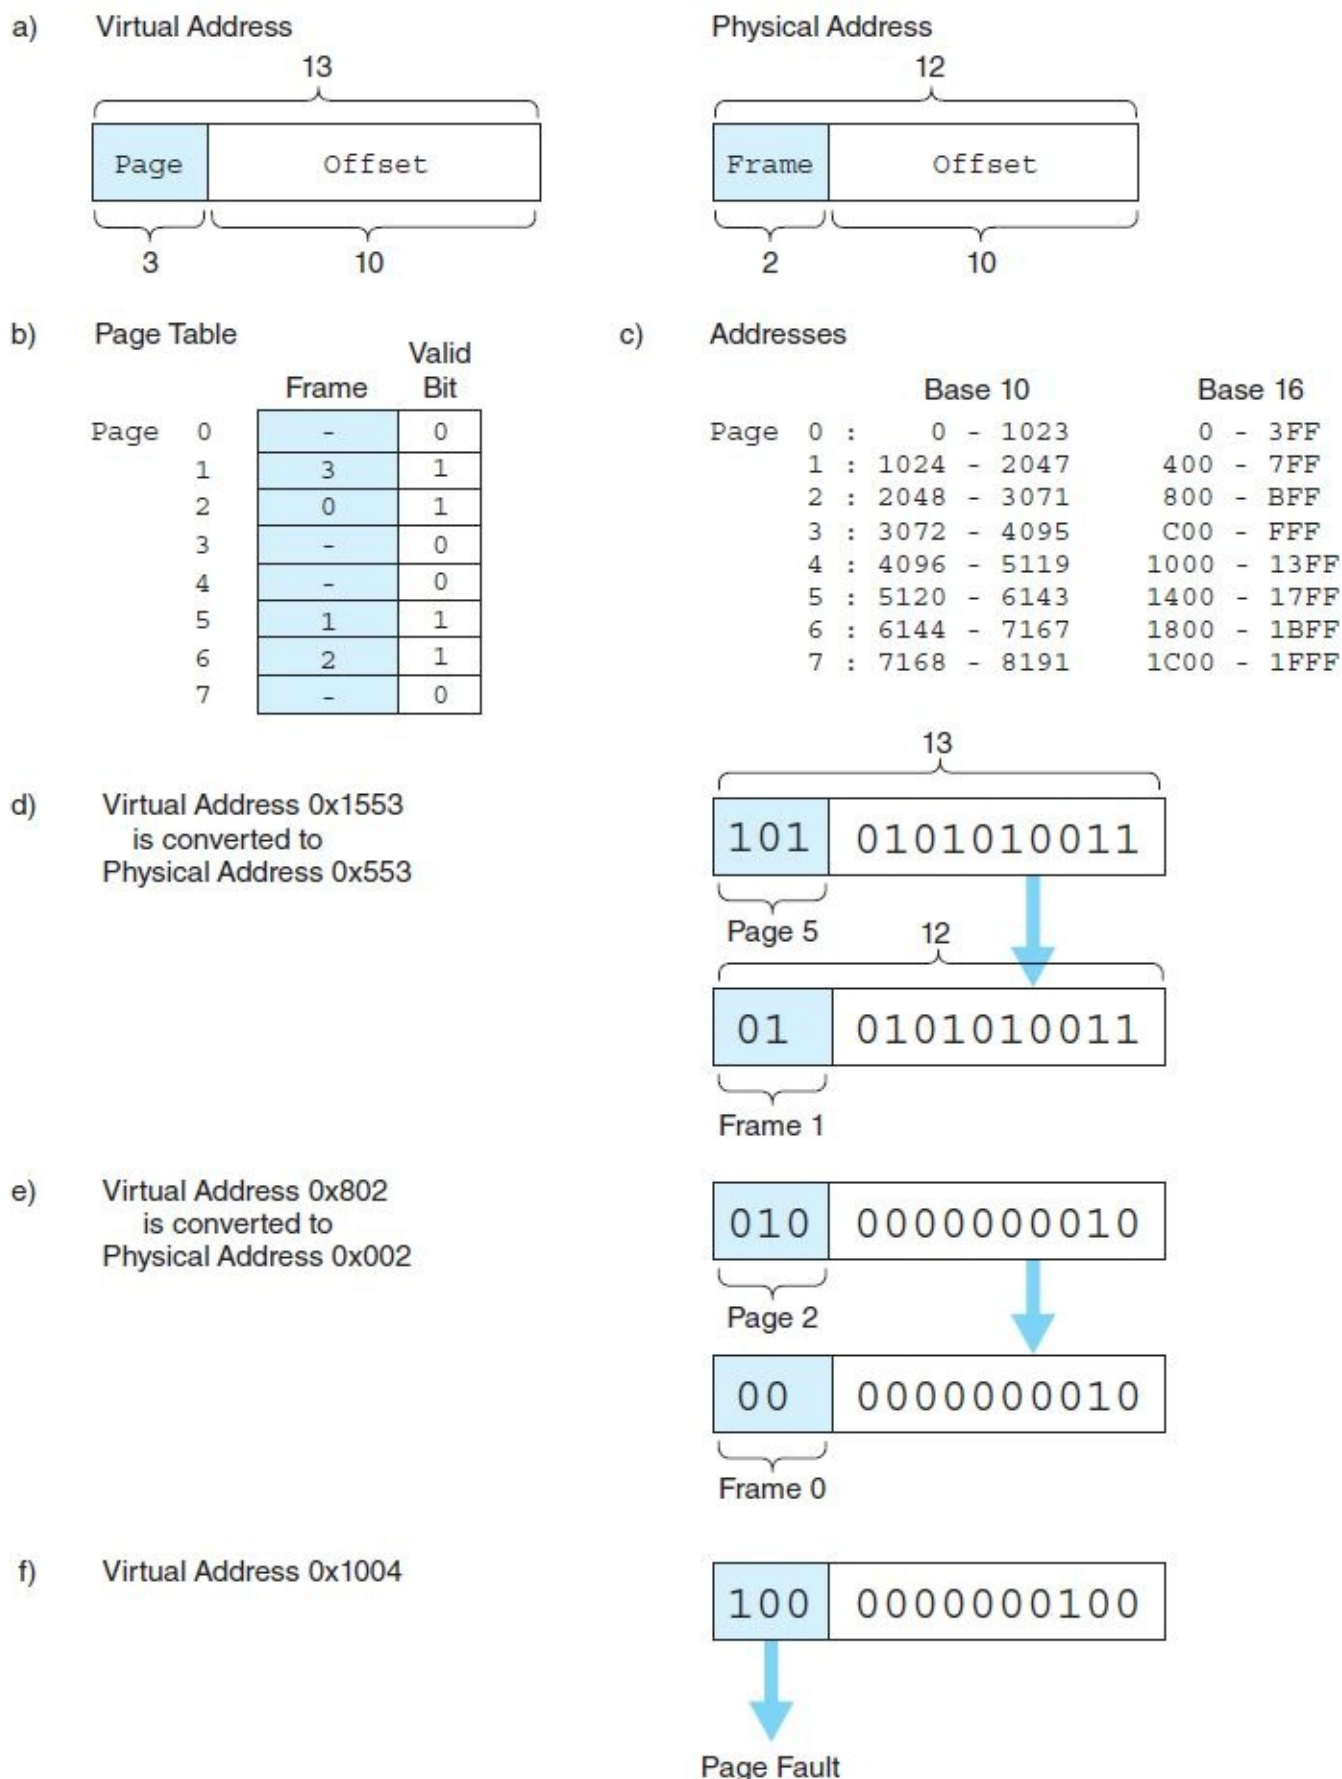 a) Virtual Address
13
Page Offset
3 10
Physical Address
12
Frame Offset
2 10
b) Page Table
Frame Valid Bit
Page 0 - 0
1 3 1
2 0 1
3 - 0
4 - 0
5 1 1
6 2 1
7 - 0
c) Addresses
Base 10 Base 16
Page 0 : 0 - 1023 0 - 3FF
1 : 1024 - 2047 400 - 7FF
2 : 2048 - 3071 800 - BFF
3 : 3072 - 4095 C00 - FFF
4 : 4096 - 5119 1000 - 13FF
5 : 5120 - 6143 1400 - 17FF
6 : 6144 - 7167 1800 - 1BFF
7 : 7168 - 8191 1C00 - 1FFF
d) Virtual Address 0x1553
is converted to
Physical Address 0x553
13
101 0101010011
Page 5
12
01 0101010011
Frame 1
e) Virtual Address 0x802
is converted to
Physical Address 0x002
010 0000000010
Page 2
00 0000000010
Frame 0
f) Virtual Address 0x1004
100 0000000100
Page Fault